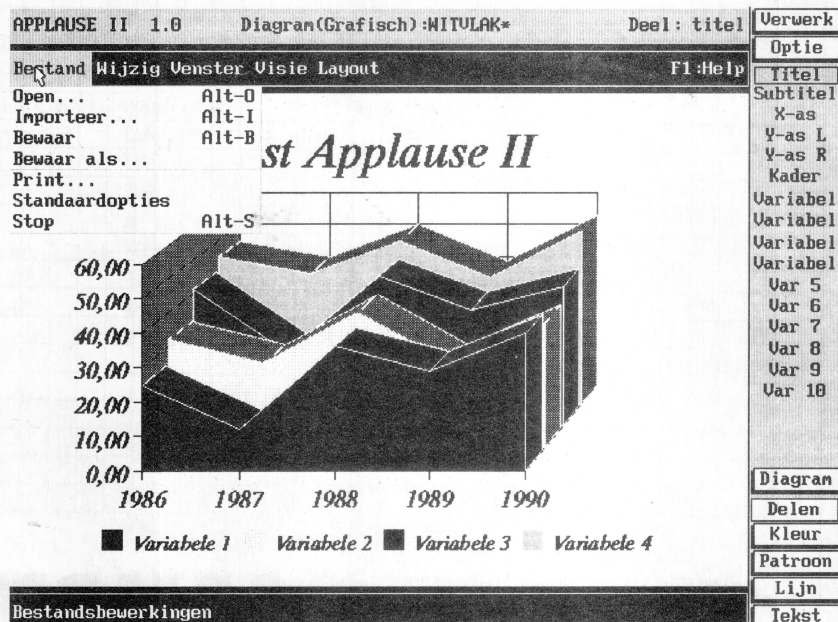 APPLAUSE II 1.0 Diagram(Grafisch):WITVLAK* Deel: titel
Bestand Wijzig Venster Visie Layout F1:Help
Open... Alt-O
Importeer... Alt-I
Bewaar Alt-B
Bewaar als...
Print...
Standaardopties
Stop Alt-S
st Applause II
60,00
50,00
40,00
30,00
20,00
10,00
0,00
1986 1987 1988 1989 1990
Variabele 1 Variabele 2 Variabele 3 Variabele 4
Bestandsbewerkingen
Verwerk
Optie
Titel
Subtitel
X-as
Y-as L
Y-as R
Kader
Variabel
Variabel
Variabel
Variabel
Var 5
Var 6
Var 7
Var 8
Var 9
Var 10
Diagram
Delen
Kleur
Patroon
Lijn
Tekst